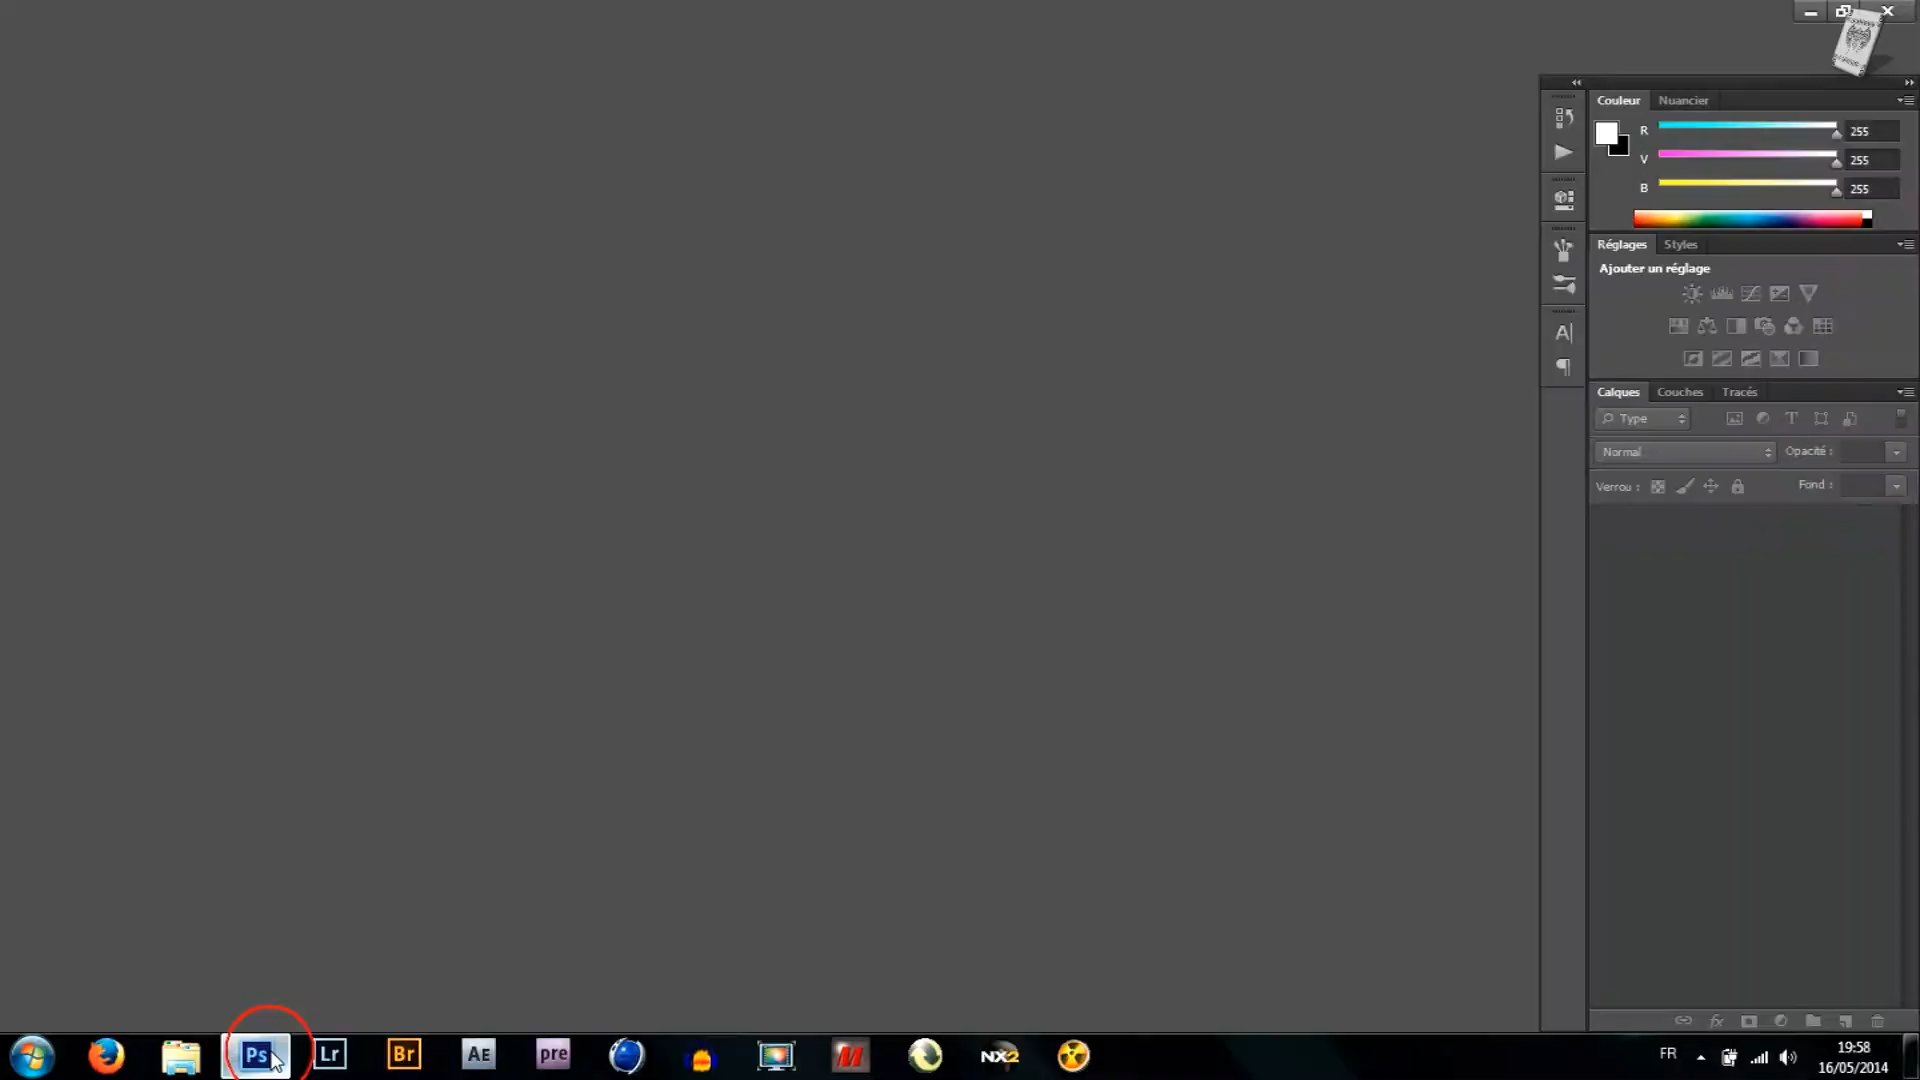 Couleur Nuancier
R 255
V 255
B 255
Réglages Styles
Ajouter un réglage
Calques Couches Tracés
Type
Normal Opacité :
Verrou : Fond :
Ps Lr Br AE pre NX2
FR
19:58
16/05/2014